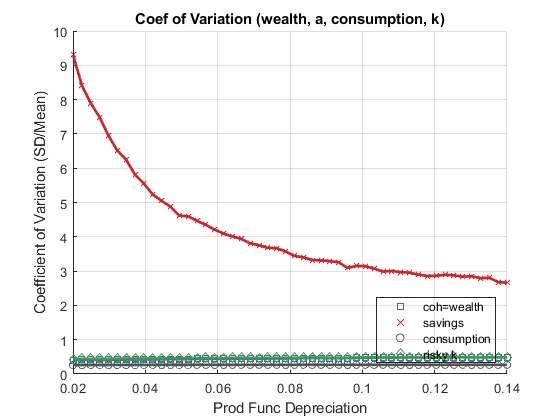 Coef of Variation (wealth, a, consumption, k)
Coefficient of Variation (SD/Mean)
10
9
8
7
6
5
4
3
2
1
0
0.02
0.04
0.06
0.08
0.1
0.12
0.14
Prod Func Depreciation
coh=wealth
savings
consumption
risky k